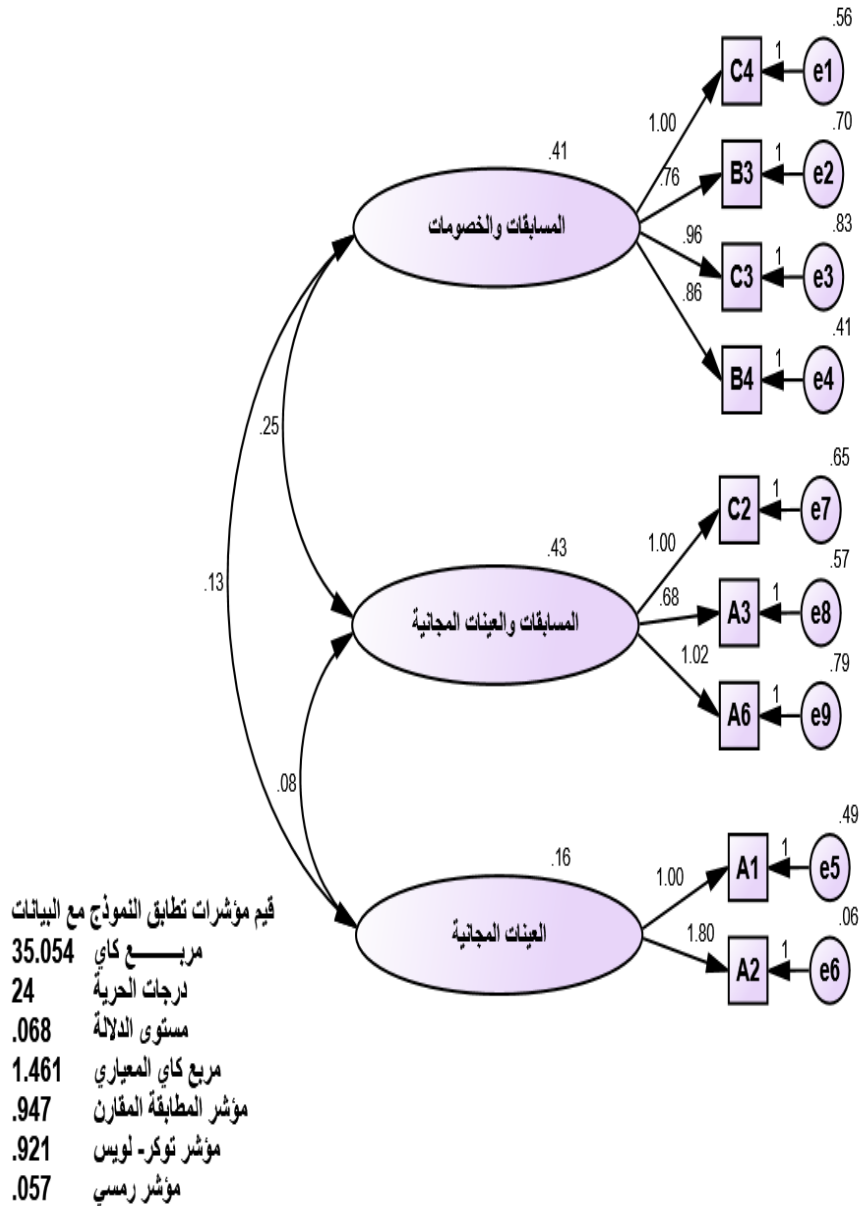 .56
C4 1 e1
1.00
.70
.41
B3 1 e2
.76
المسابقات والخصومات
.83
.96
C3 1 e3
.86
.41
B4 1 e4
.25
.65
C2 1 e7
1.00
.43
.57
.13
.68
A3 1 e8
المسابقات والعينات المجانية
1.02
.79
A6 1 e9
.08
.49
.16
A1 1 e5
1.00
.06
العينات المجانية
1.80
A2 1 e6
قيم مؤشرات تطابق النموذج مع البيانات
مربـــــع كاي 35.054
درجات الحرية 24
مستوى الدلالة .068
مربع كاي المعياري 1.461
مؤشر المطابقة المقارن .947
مؤشر توكر- لويس .921
مؤشر رمسي .057